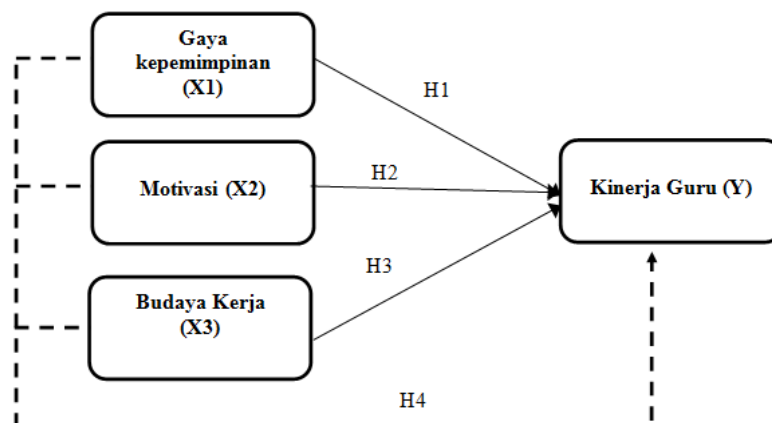 Gaya
kepemimpinan
(X1)
H1
Motivasi (X2)
H2
Kinerja Guru (Y)
H3
Budaya Kerja
(X3)
H4